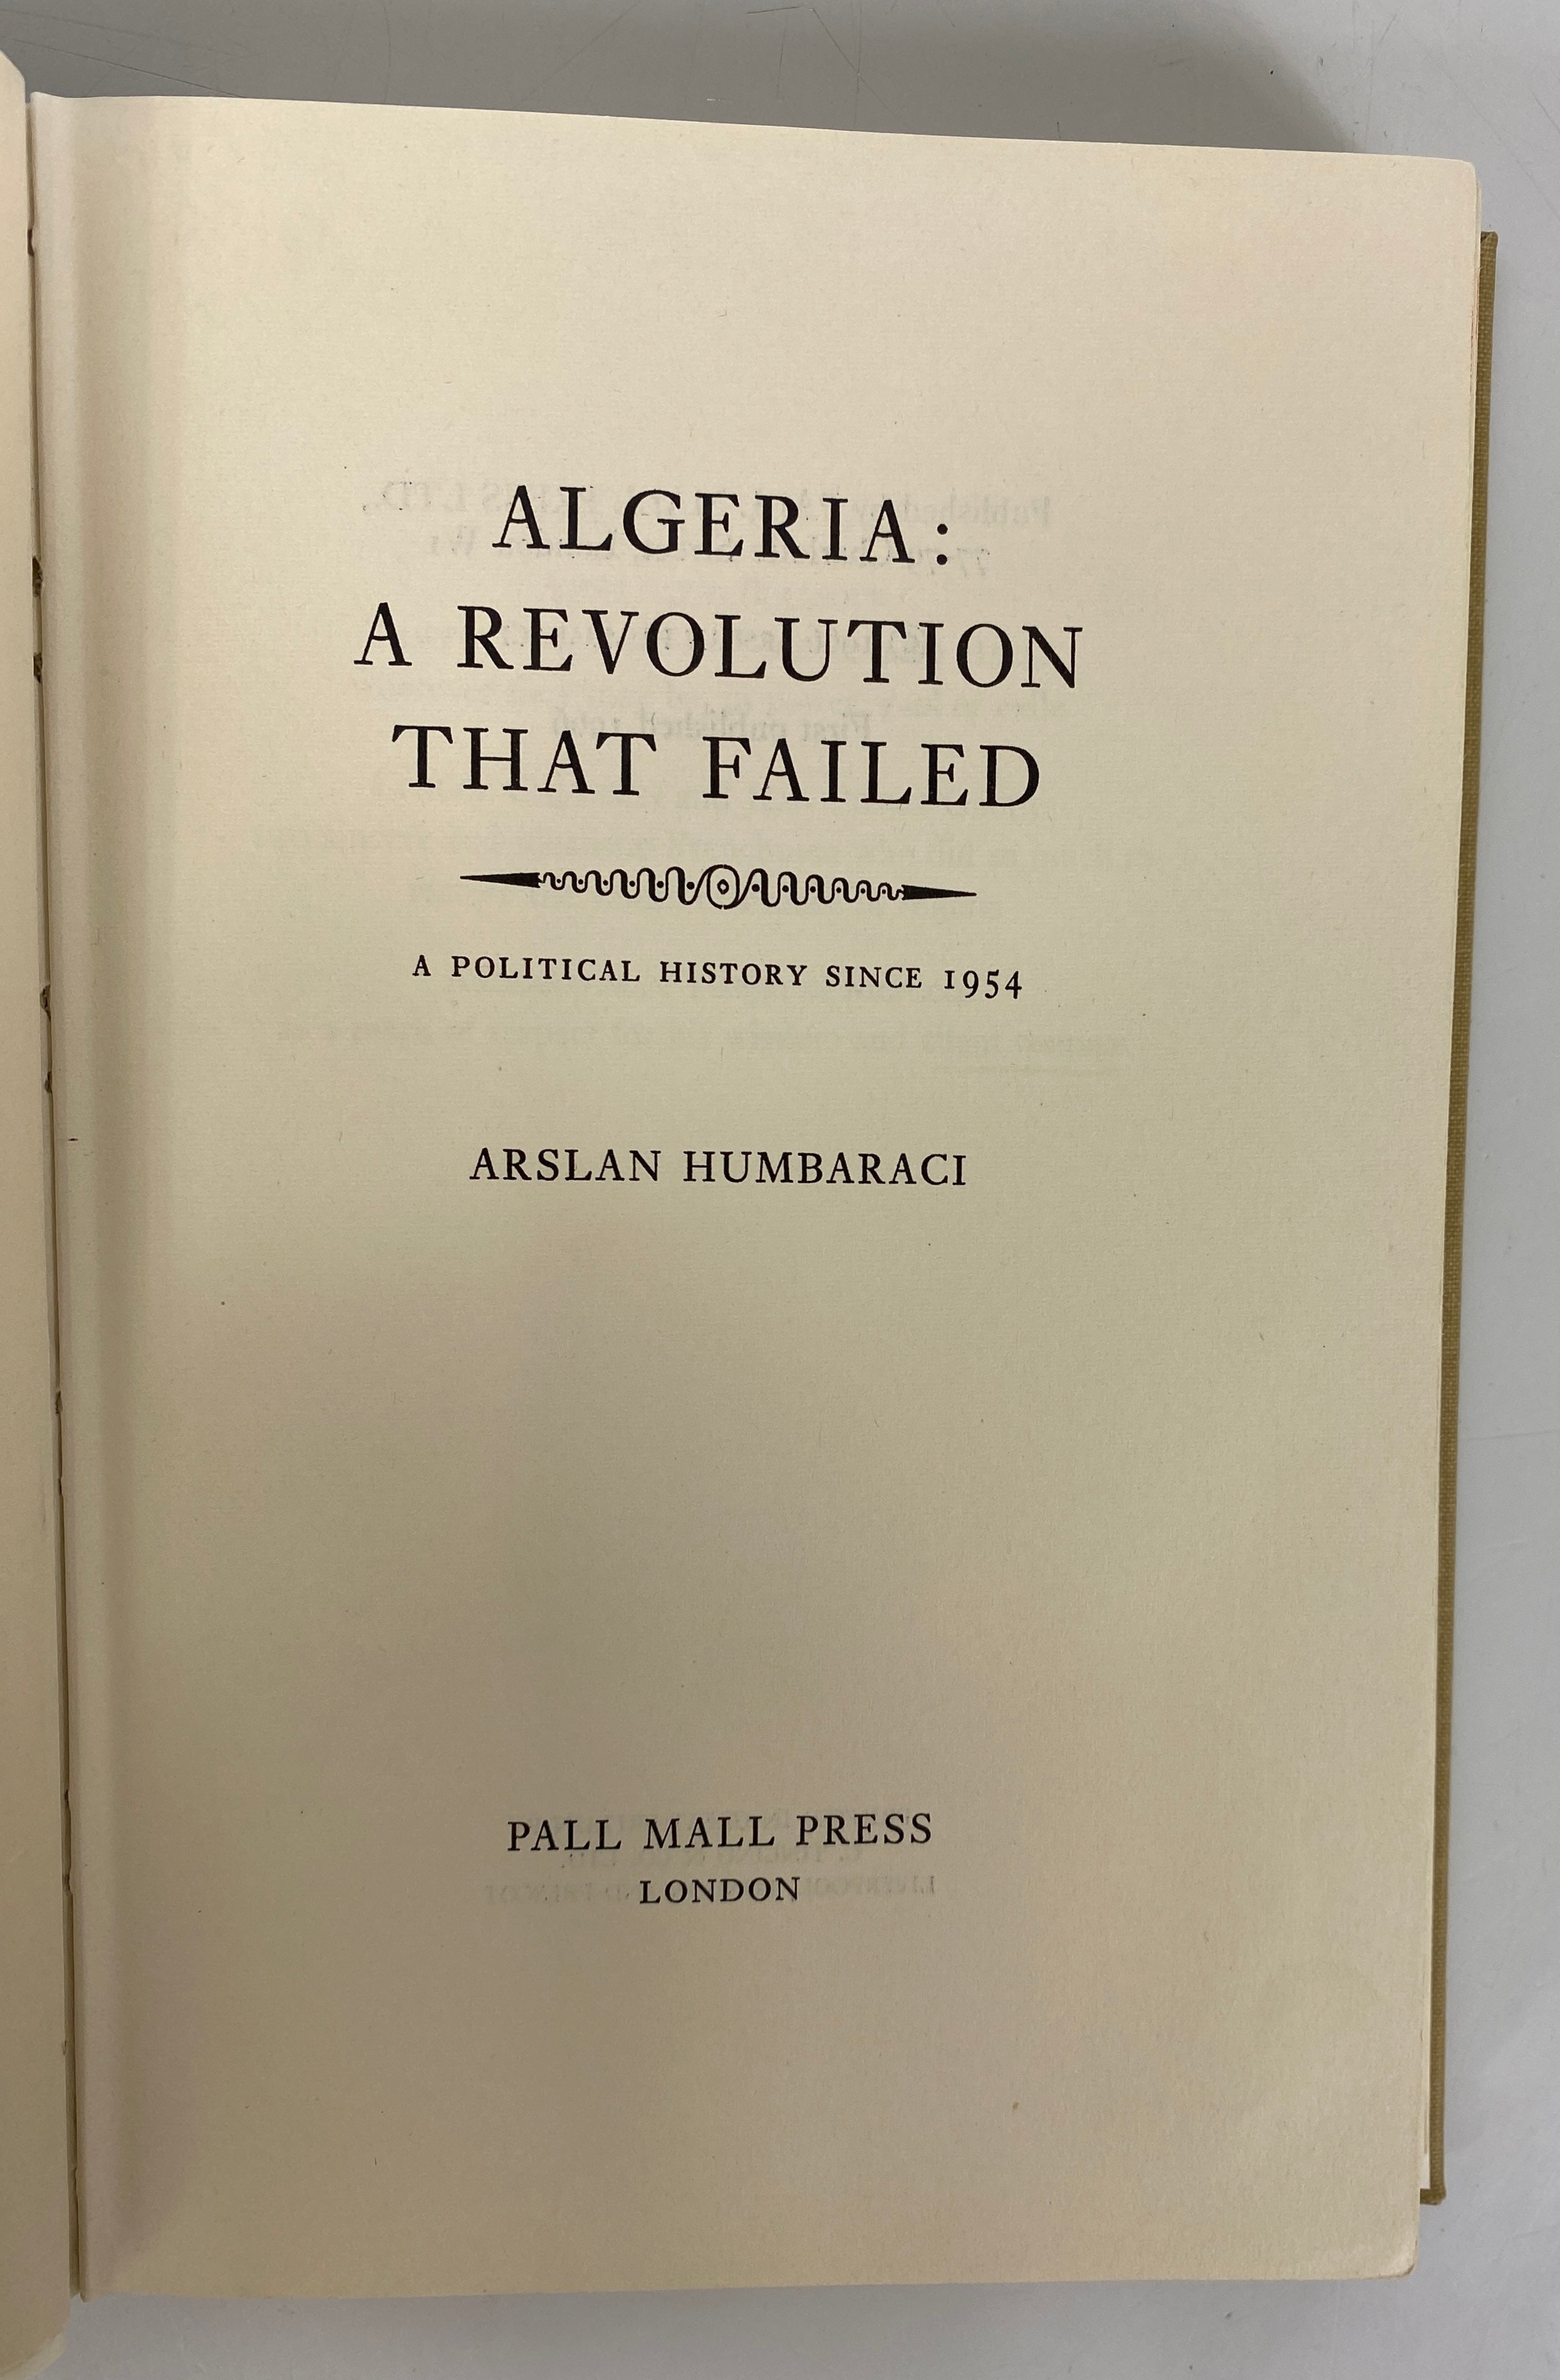 ALGERIA:
A REVOLUTION
THAT FAILED
A POLITICAL HISTORY SINCE 1954
ARSLAN HUMBARACI
PALL MALL PRESS
LONDON